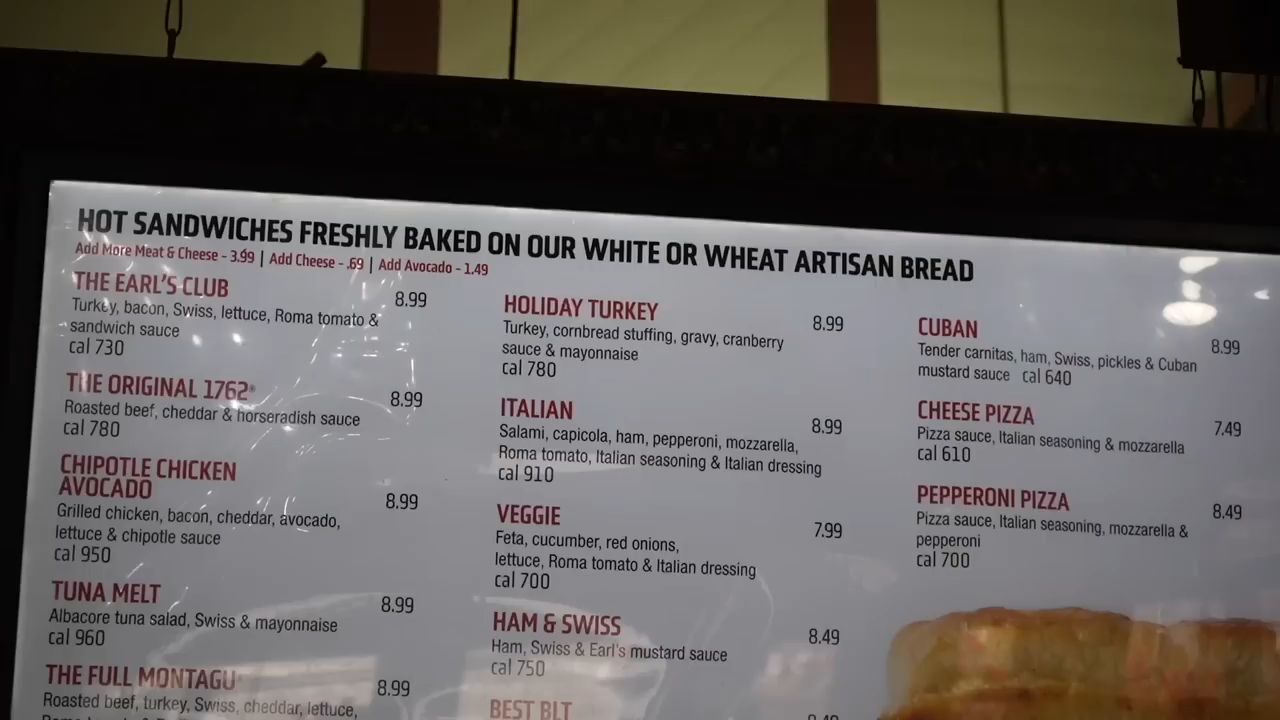 HOT SANDWICHES FRESHLY BAKED ON OUR WHITE OR WHEAT ARTISAN BREAD
Add More Meat & Cheese - 3.99 | Add Cheese - .69 | Add Avocado - 1.49
THE EARL'S CLUB 8.99
Turkey, bacon, Swiss, lettuce, Roma tomato &
sandwich sauce
cal 730
THE ORIGINAL 1762® 8.99
Roasted beef, cheddar & horseradish sauce
cal 780
CHIPOTLE CHICKEN
AVOCADO 8.99
Grilled chicken, bacon, cheddar, avocado,
lettuce & chipotle sauce
cal 950
TUNA MELT 8.99
Albacore tuna salad, Swiss & mayonnaise
cal 960
THE FULL MONTAGU 8.99
Roasted beef, turkey, Swiss, cheddar, lettuce,
HOLIDAY TURKEY 8.99
Turkey, cornbread stuffing, gravy, cranberry
sauce & mayonnaise
cal 780
ITALIAN 8.99
Salami, capicola, ham, pepperoni, mozzarella,
Roma tomato, Italian seasoning & Italian dressing
cal 910
VEGGIE 7.99
Feta, cucumber, red onions,
lettuce, Roma tomato & Italian dressing
cal 700
HAM & SWISS 8.49
Ham, Swiss & Earl's mustard sauce
cal 750
BEST BLT
CUBAN 8.99
Tender carnitas, ham, Swiss, pickles & Cuban
mustard sauce cal 640
CHEESE PIZZA 7.49
Pizza sauce, Italian seasoning & mozzarella
cal 610
PEPPERONI PIZZA 8.49
Pizza sauce, Italian seasoning, mozzarella &
pepperoni
cal 700